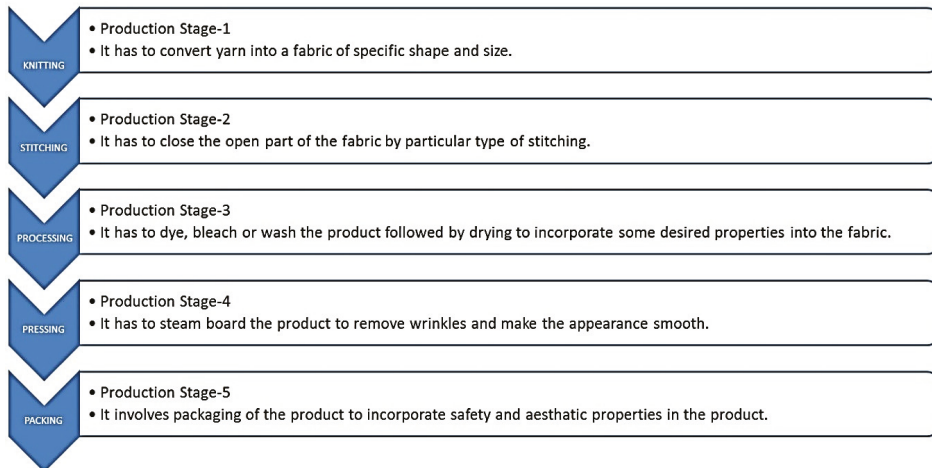 • Production Stage-1
• It has to convert yarn into a fabric of specific shape and size.
KNITTING
• Production Stage-2
• It has to close the open part of the fabric by particular type of stitching.
STITCHING
• Production Stage-3
• It has to dye, bleach or wash the product followed by drying to incorporate some desired properties into the fabric.
PROCESSING
• Production Stage-4
• It has to steam board the product to remove wrinkles and make the appearance smooth.
PRESSING
• Production Stage-5
• It involves packaging of the product to incorporate safety and aesthatic properties in the product.
PACKING